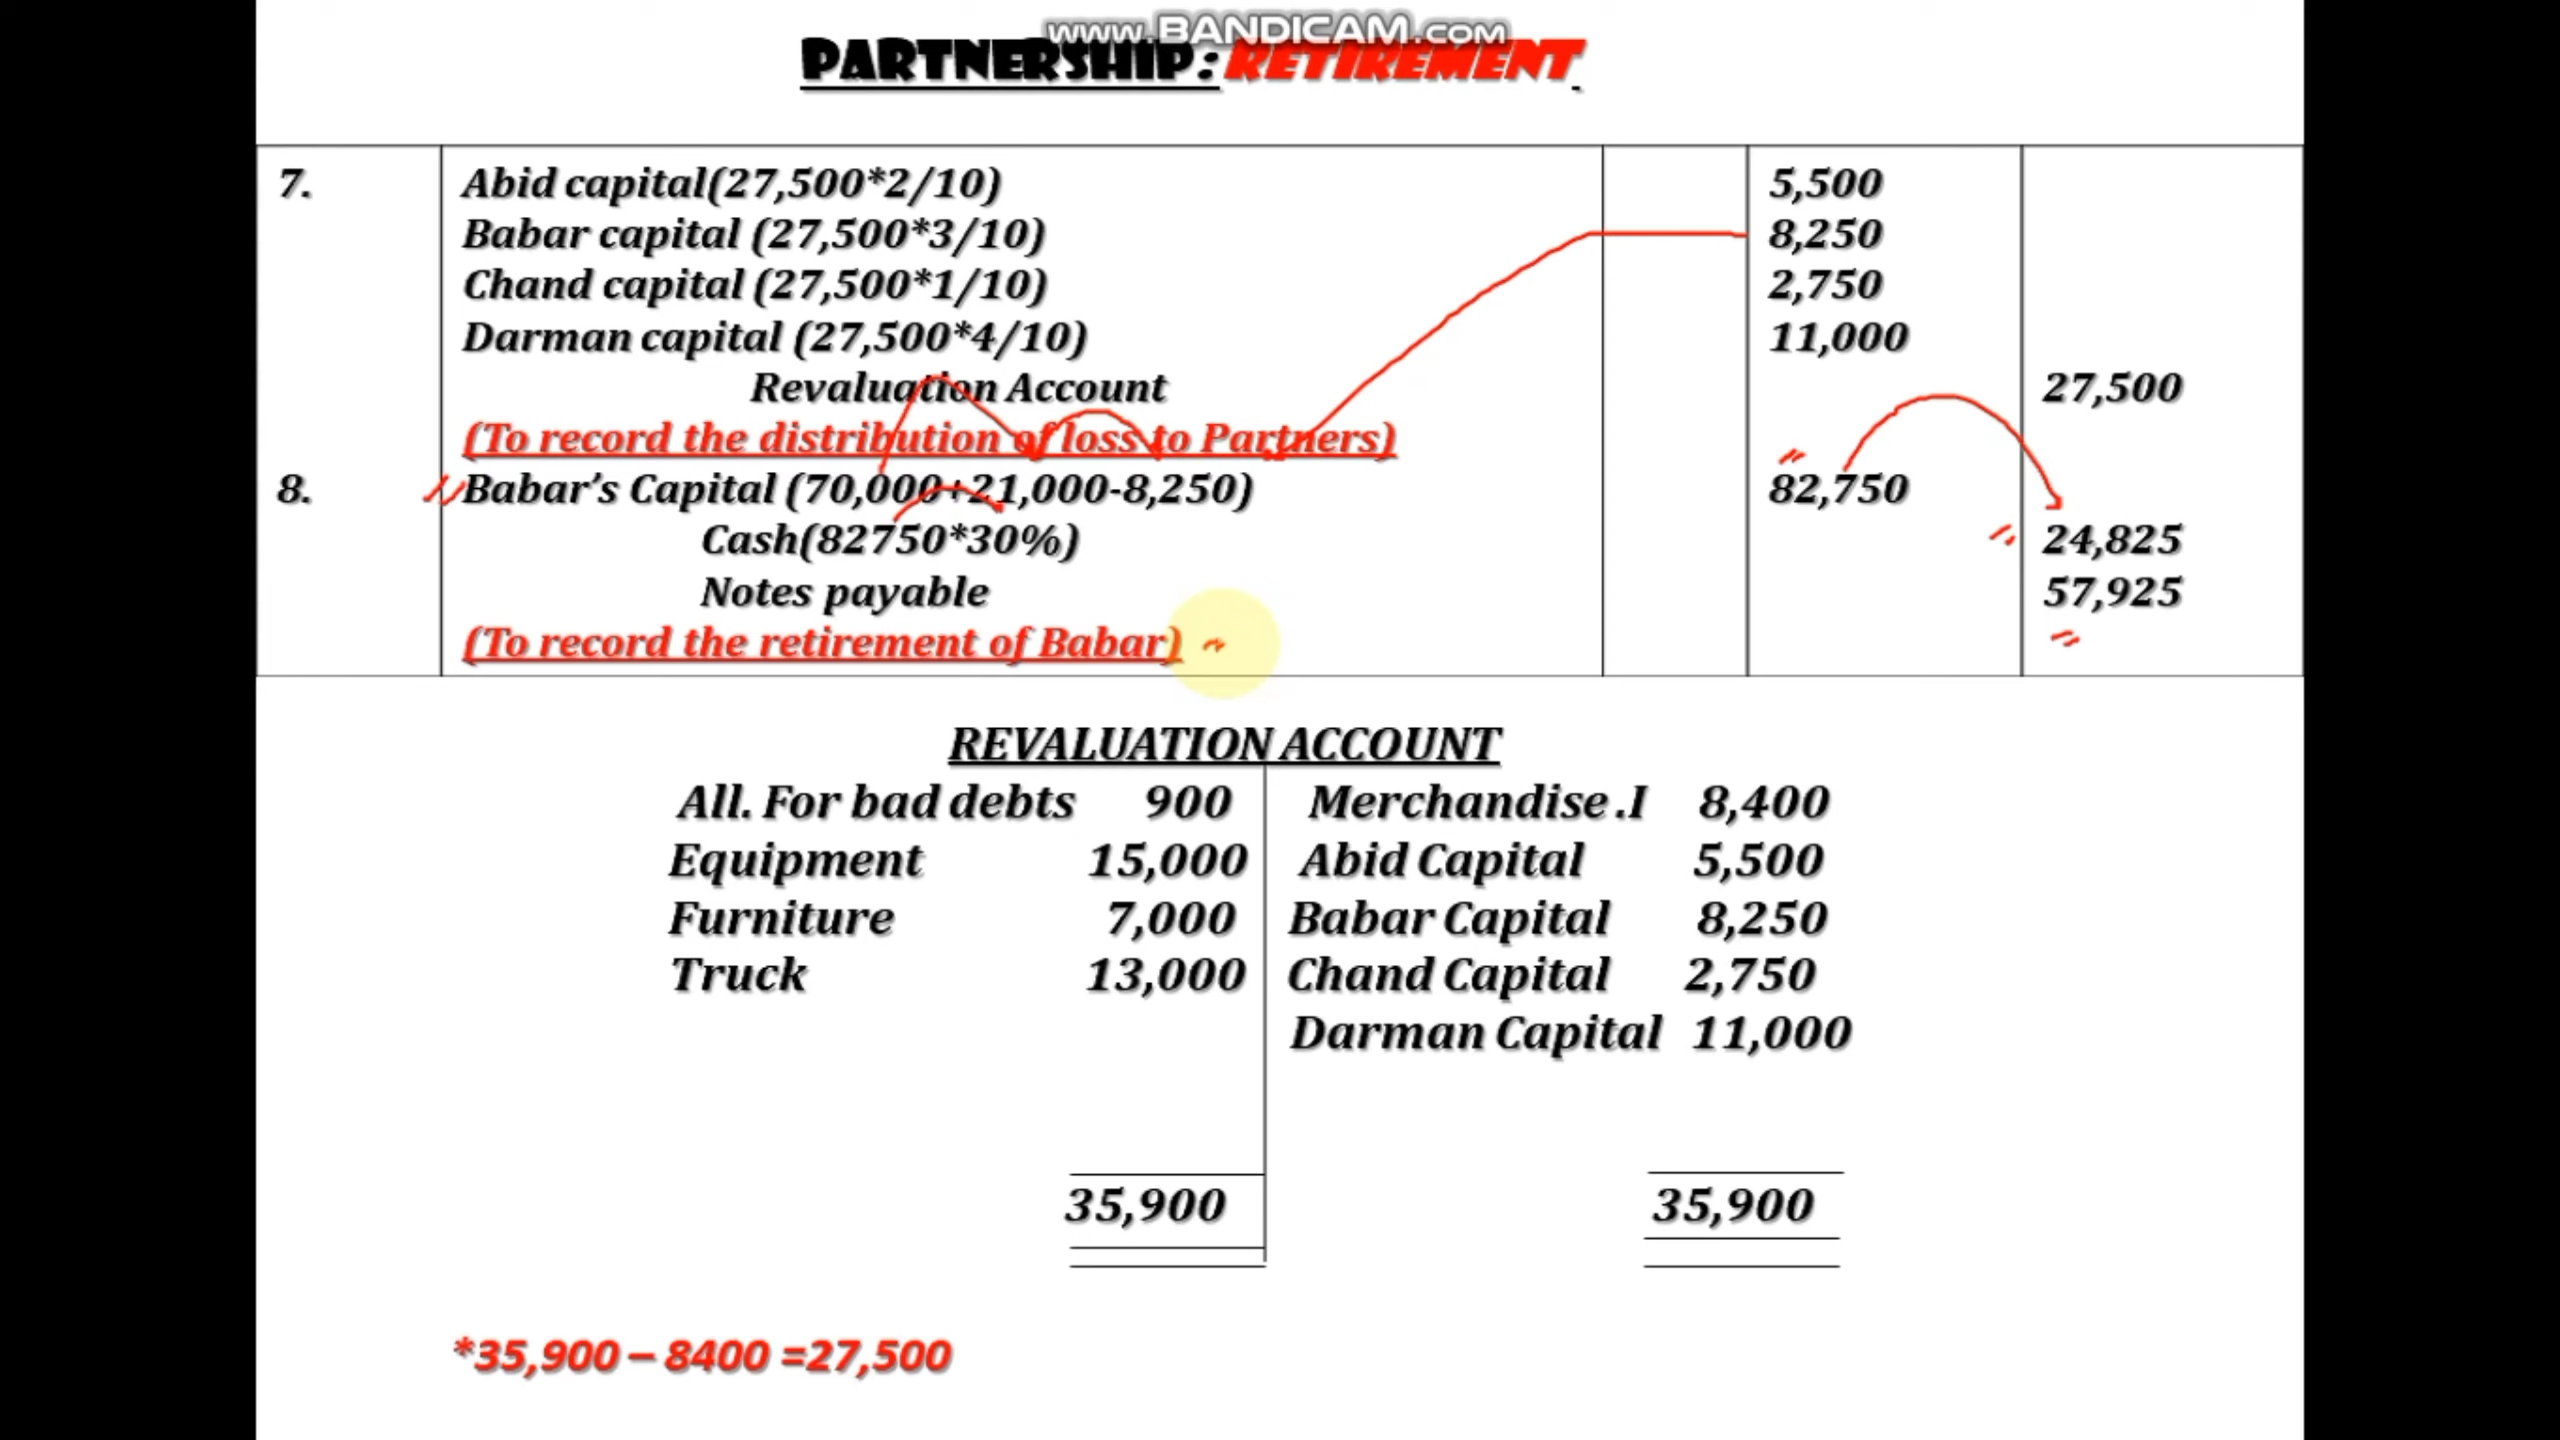 www.BANDICAM.com
PARTNERSHIP: RETIREMENT
7. Abid capital(27,500*2/10) 5,500
Babar capital (27,500*3/10) 8,250
Chand capital (27,500*1/10) 2,750
Darman capital (27,500*4/10) 11,000
Revaluation Account 27,500
(To record the distribution of loss to Partners)
8. Babar’s Capital (70,000+21,000-8,250) 82,750
Cash(82750*30%) 24,825
Notes payable 57,925
(To record the retirement of Babar)
REVALUATION ACCOUNT
All. For bad debts 900 Merchandise .I 8,400
Equipment 15,000 Abid Capital 5,500
Furniture 7,000 Babar Capital 8,250
Truck 13,000 Chand Capital 2,750
Darman Capital 11,000
35,900 35,900
*35,900 – 8400 =27,500